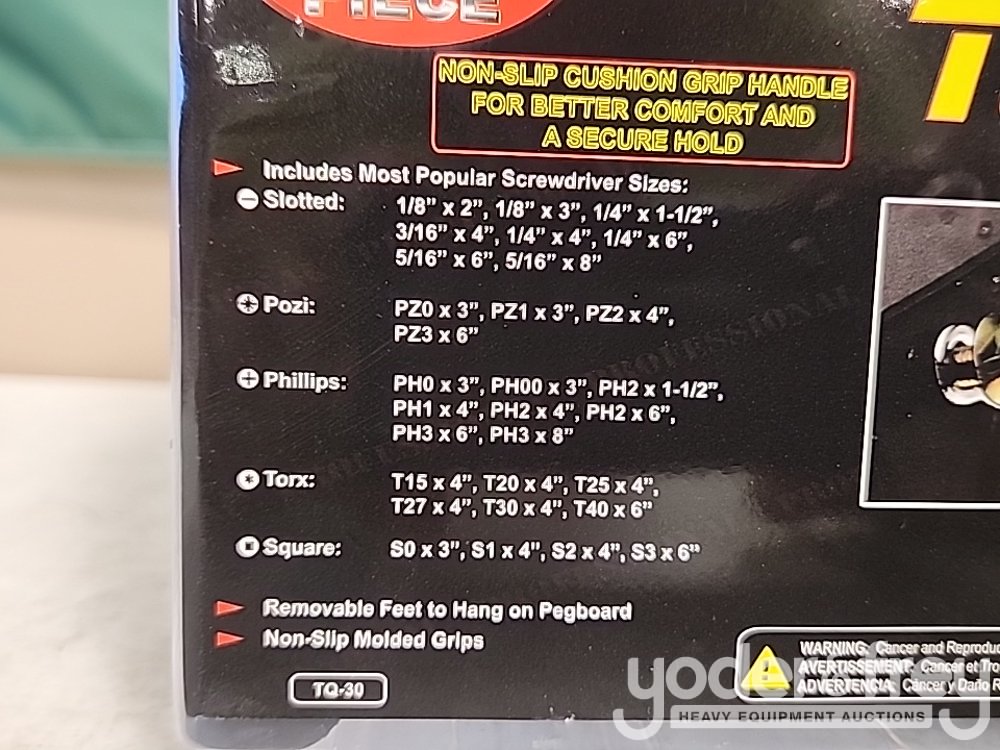 PIECE
NON-SLIP CUSHION GRIP HANDLE
FOR BETTER COMFORT AND
A SECURE HOLD
Includes Most Popular Screwdriver Sizes:
Slotted: 1/8" x 2", 1/8" x 3", 1/4" x 1-1/2",
3/16" x 4", 1/4" x 4", 1/4" x 6",
5/16" x 6", 5/16" x 8"
Pozi: PZ0 x 3", PZ1 x 3", PZ2 x 4",
PZ3 x 6"
Phillips: PH0 x 3", PH00 x 3", PH2 x 1-1/2",
PH1 x 4", PH2 x 4", PH2 x 6",
PH3 x 6", PH3 x 8"
Torx: T15 x 4", T20 x 4", T25 x 4",
T27 x 4", T30 x 4", T40 x 6"
Square: S0 x 3", S1 x 4", S2 x 4", S3 x 6"
PROFESSIONAL
Removable Feet to Hang on Pegboard
Non-Slip Molded Grips
TQ-30
WARNING: Cancer and Reproduc
AVERTISSEMENT: Cancer et Tro
ADVERTENCIA: Cáncer y Daño R
yoder & frey
HEAVY EQUIPMENT AUCTIONS